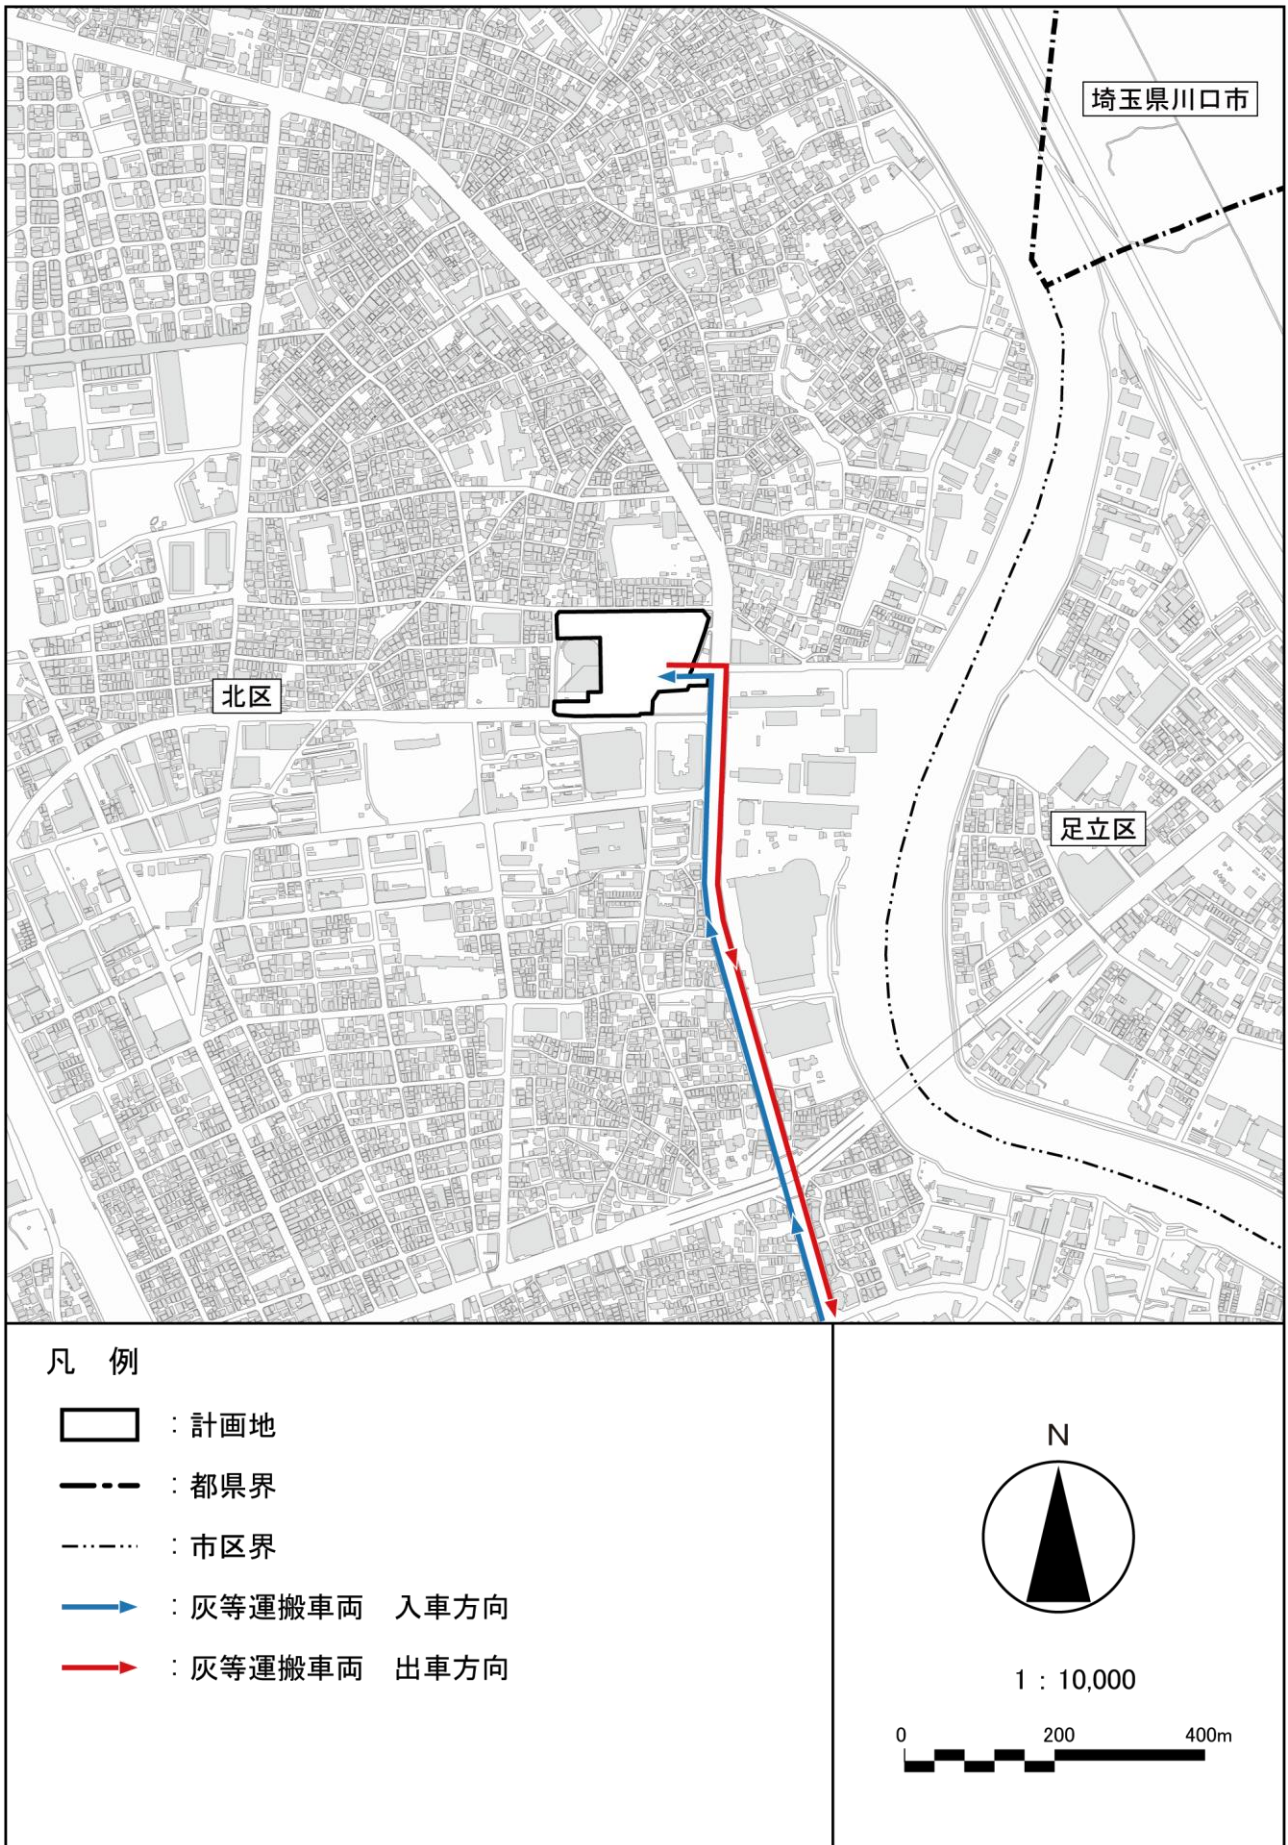 埼玉県川口市
北区
足立区
凡　例
：計画地
：都県界
：市区界
：灰等運搬車両　入車方向
：灰等運搬車両　出車方向
N
1：10,000
0 200 400m